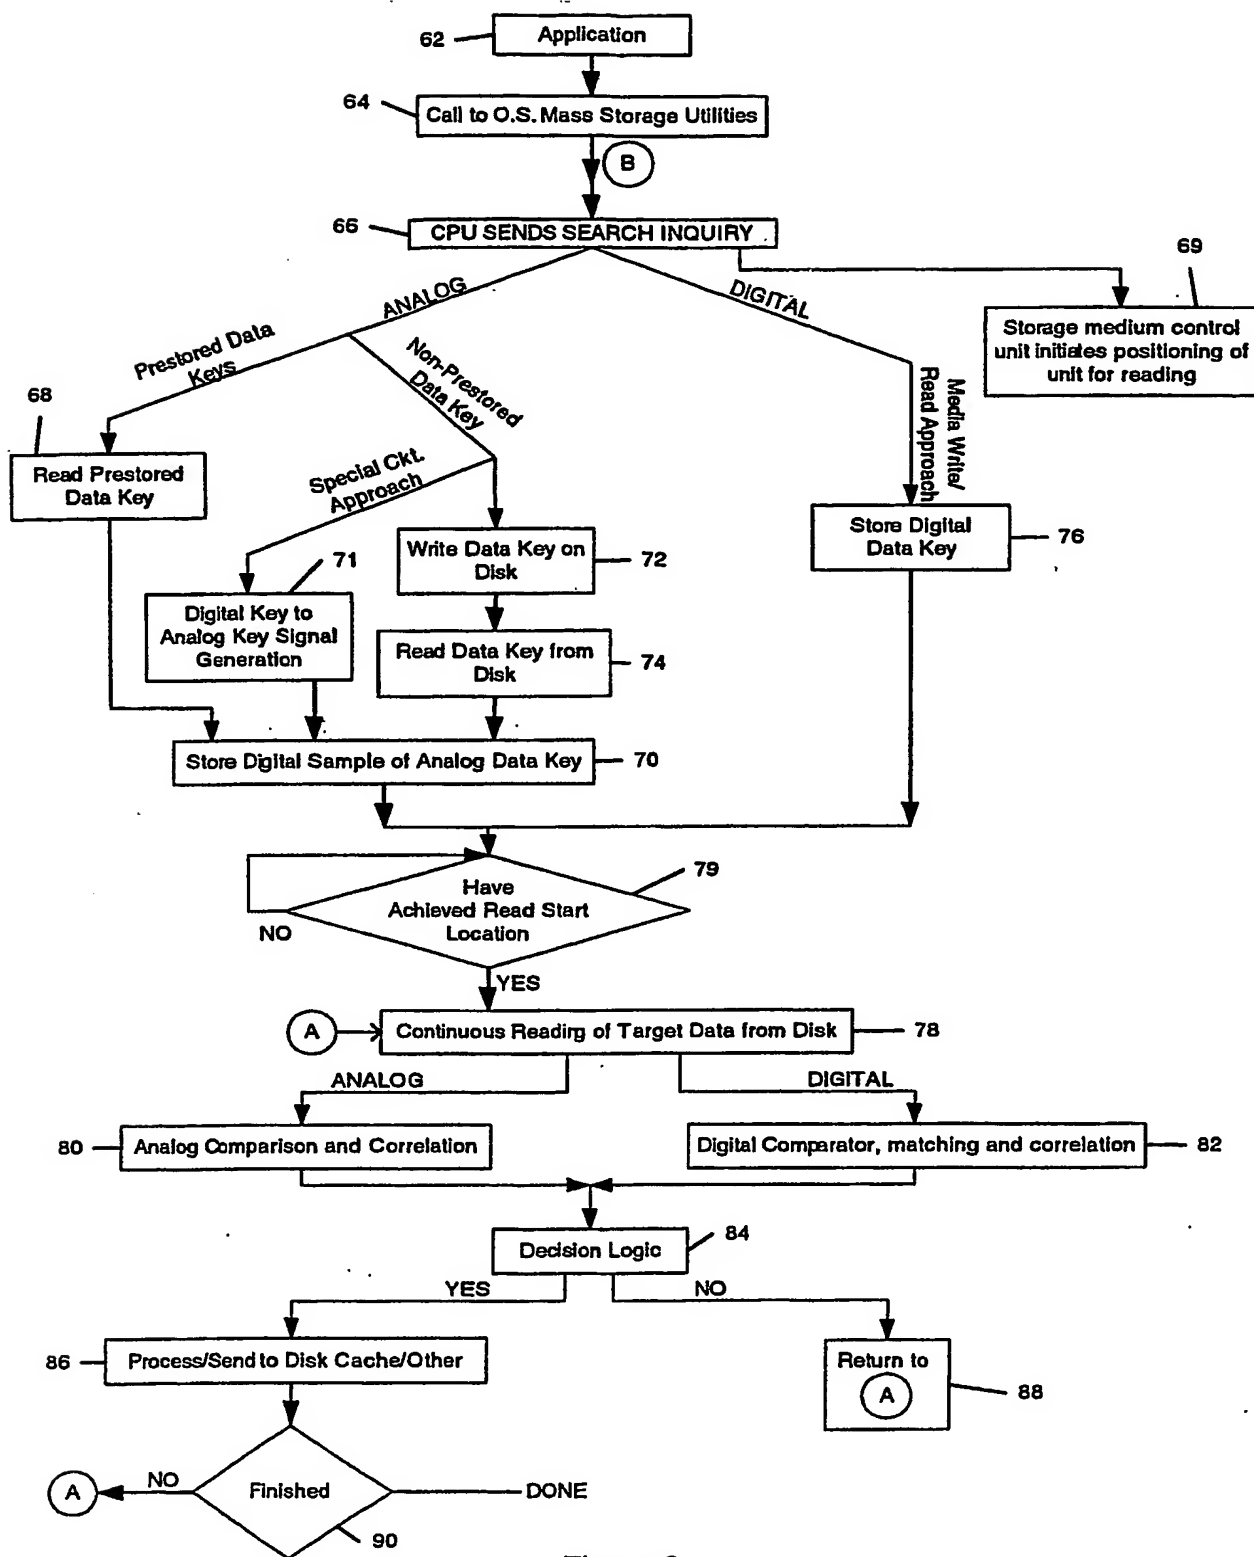 62
Application
64
Call to O.S. Mass Storage Utilities
B
66
CPU SENDS SEARCH INQUIRY
69
ANALOG
DIGITAL
Storage medium control
unit initiates positioning of
unit for reading
Prestored Data
Keys
Non-Prestored
Data Key
Media Write/
Read Approach
68
Read Prestored
Data Key
Special Ckt.
Approach
Store Digital
Data Key
76
71
Write Data Key on
Disk
72
Digital Key to
Analog Key Signal
Generation
Read Data Key from
Disk
74
Store Digital Sample of Analog Data Key
70
79
Have
Achieved Read Start
Location
NO
YES
A
Continuous Reading of Target Data from Disk
78
ANALOG
DIGITAL
80
Analog Comparison and Correlation
Digital Comparator, matching and correlation
82
84
Decision Logic
YES
NO
86
Process/Send to Disk Cache/Other
Return to
A
88
A
NO
Finished
DONE
90